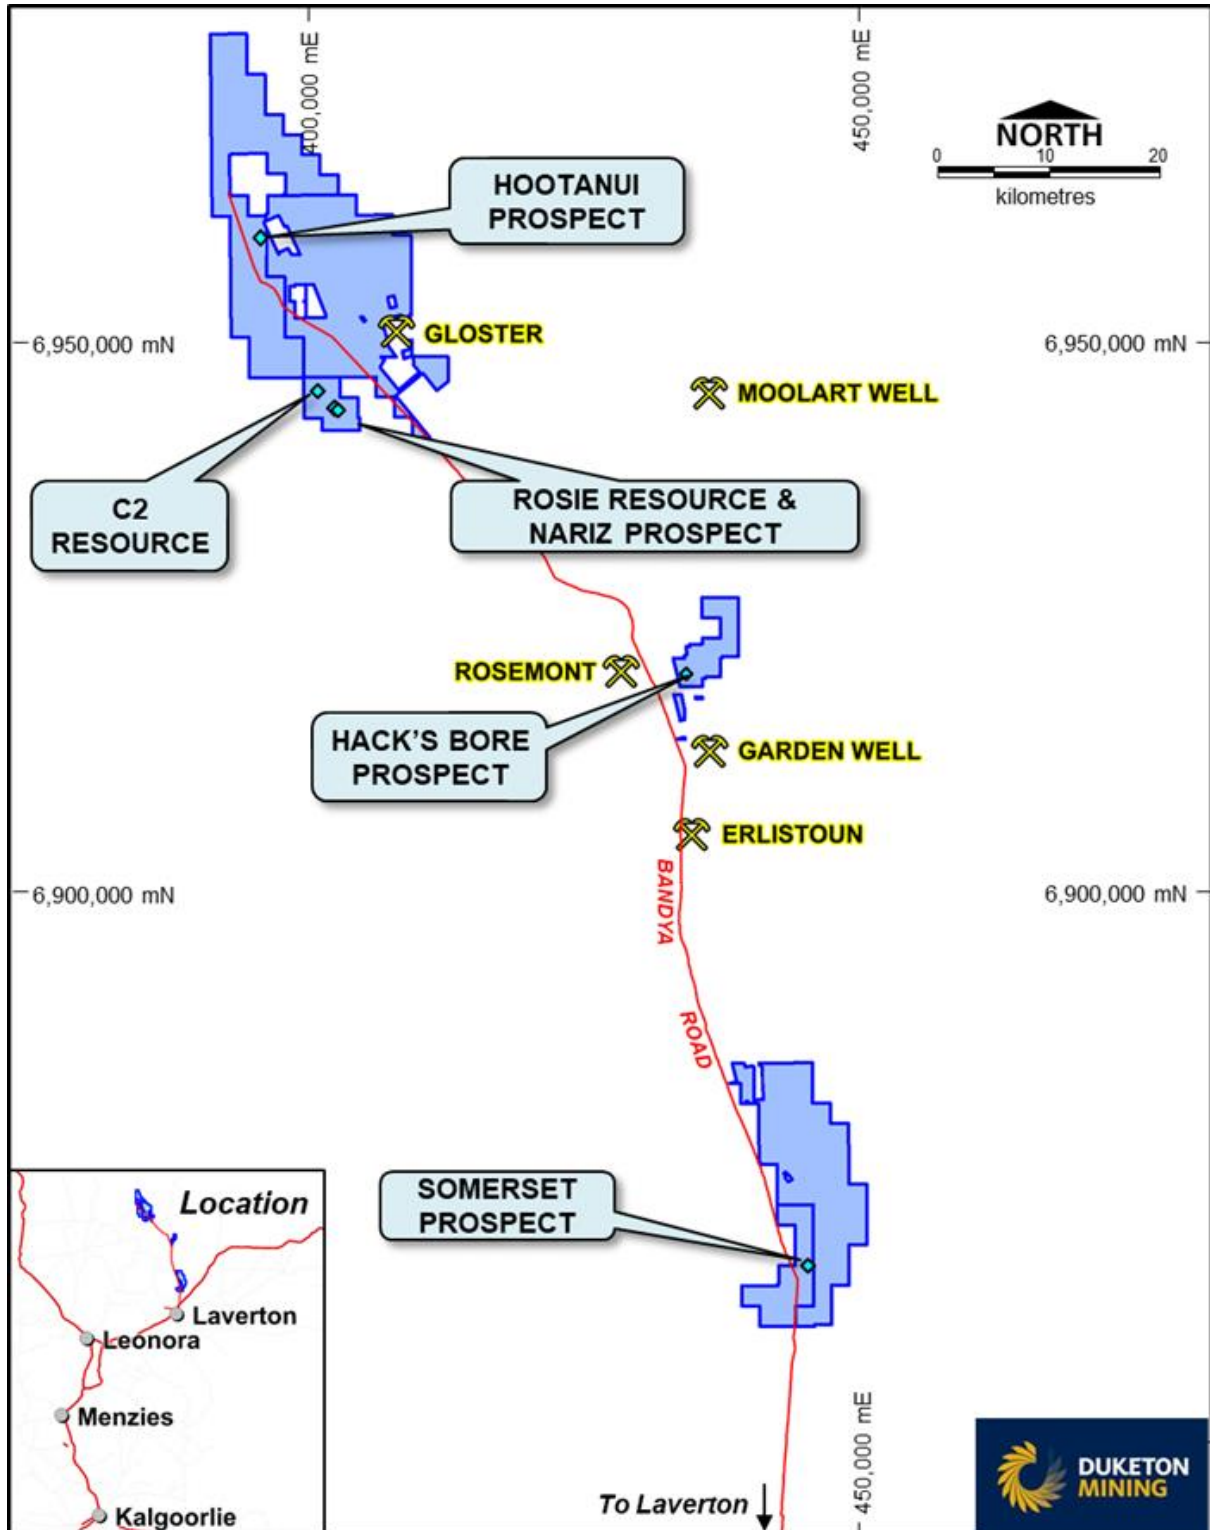 400,000 mE
450,000 mE
NORTH
0 10 20
kilometres
HOOTANUI
PROSPECT
GLOSTER
6,950,000 mN
6,950,000 mN
MOOLART WELL
C2
RESOURCE
ROSIE RESOURCE &
NARIZ PROSPECT
ROSEMONT
HACK'S BORE
PROSPECT
GARDEN WELL
ERLISTOUN
BANDYA
6,900,000 mN
6,900,000 mN
ROAD
SOMERSET
PROSPECT
Location
Laverton
Leonora
Menzies
Kalgoorlie
To Laverton
450,000 mE
DUKETON
MINING